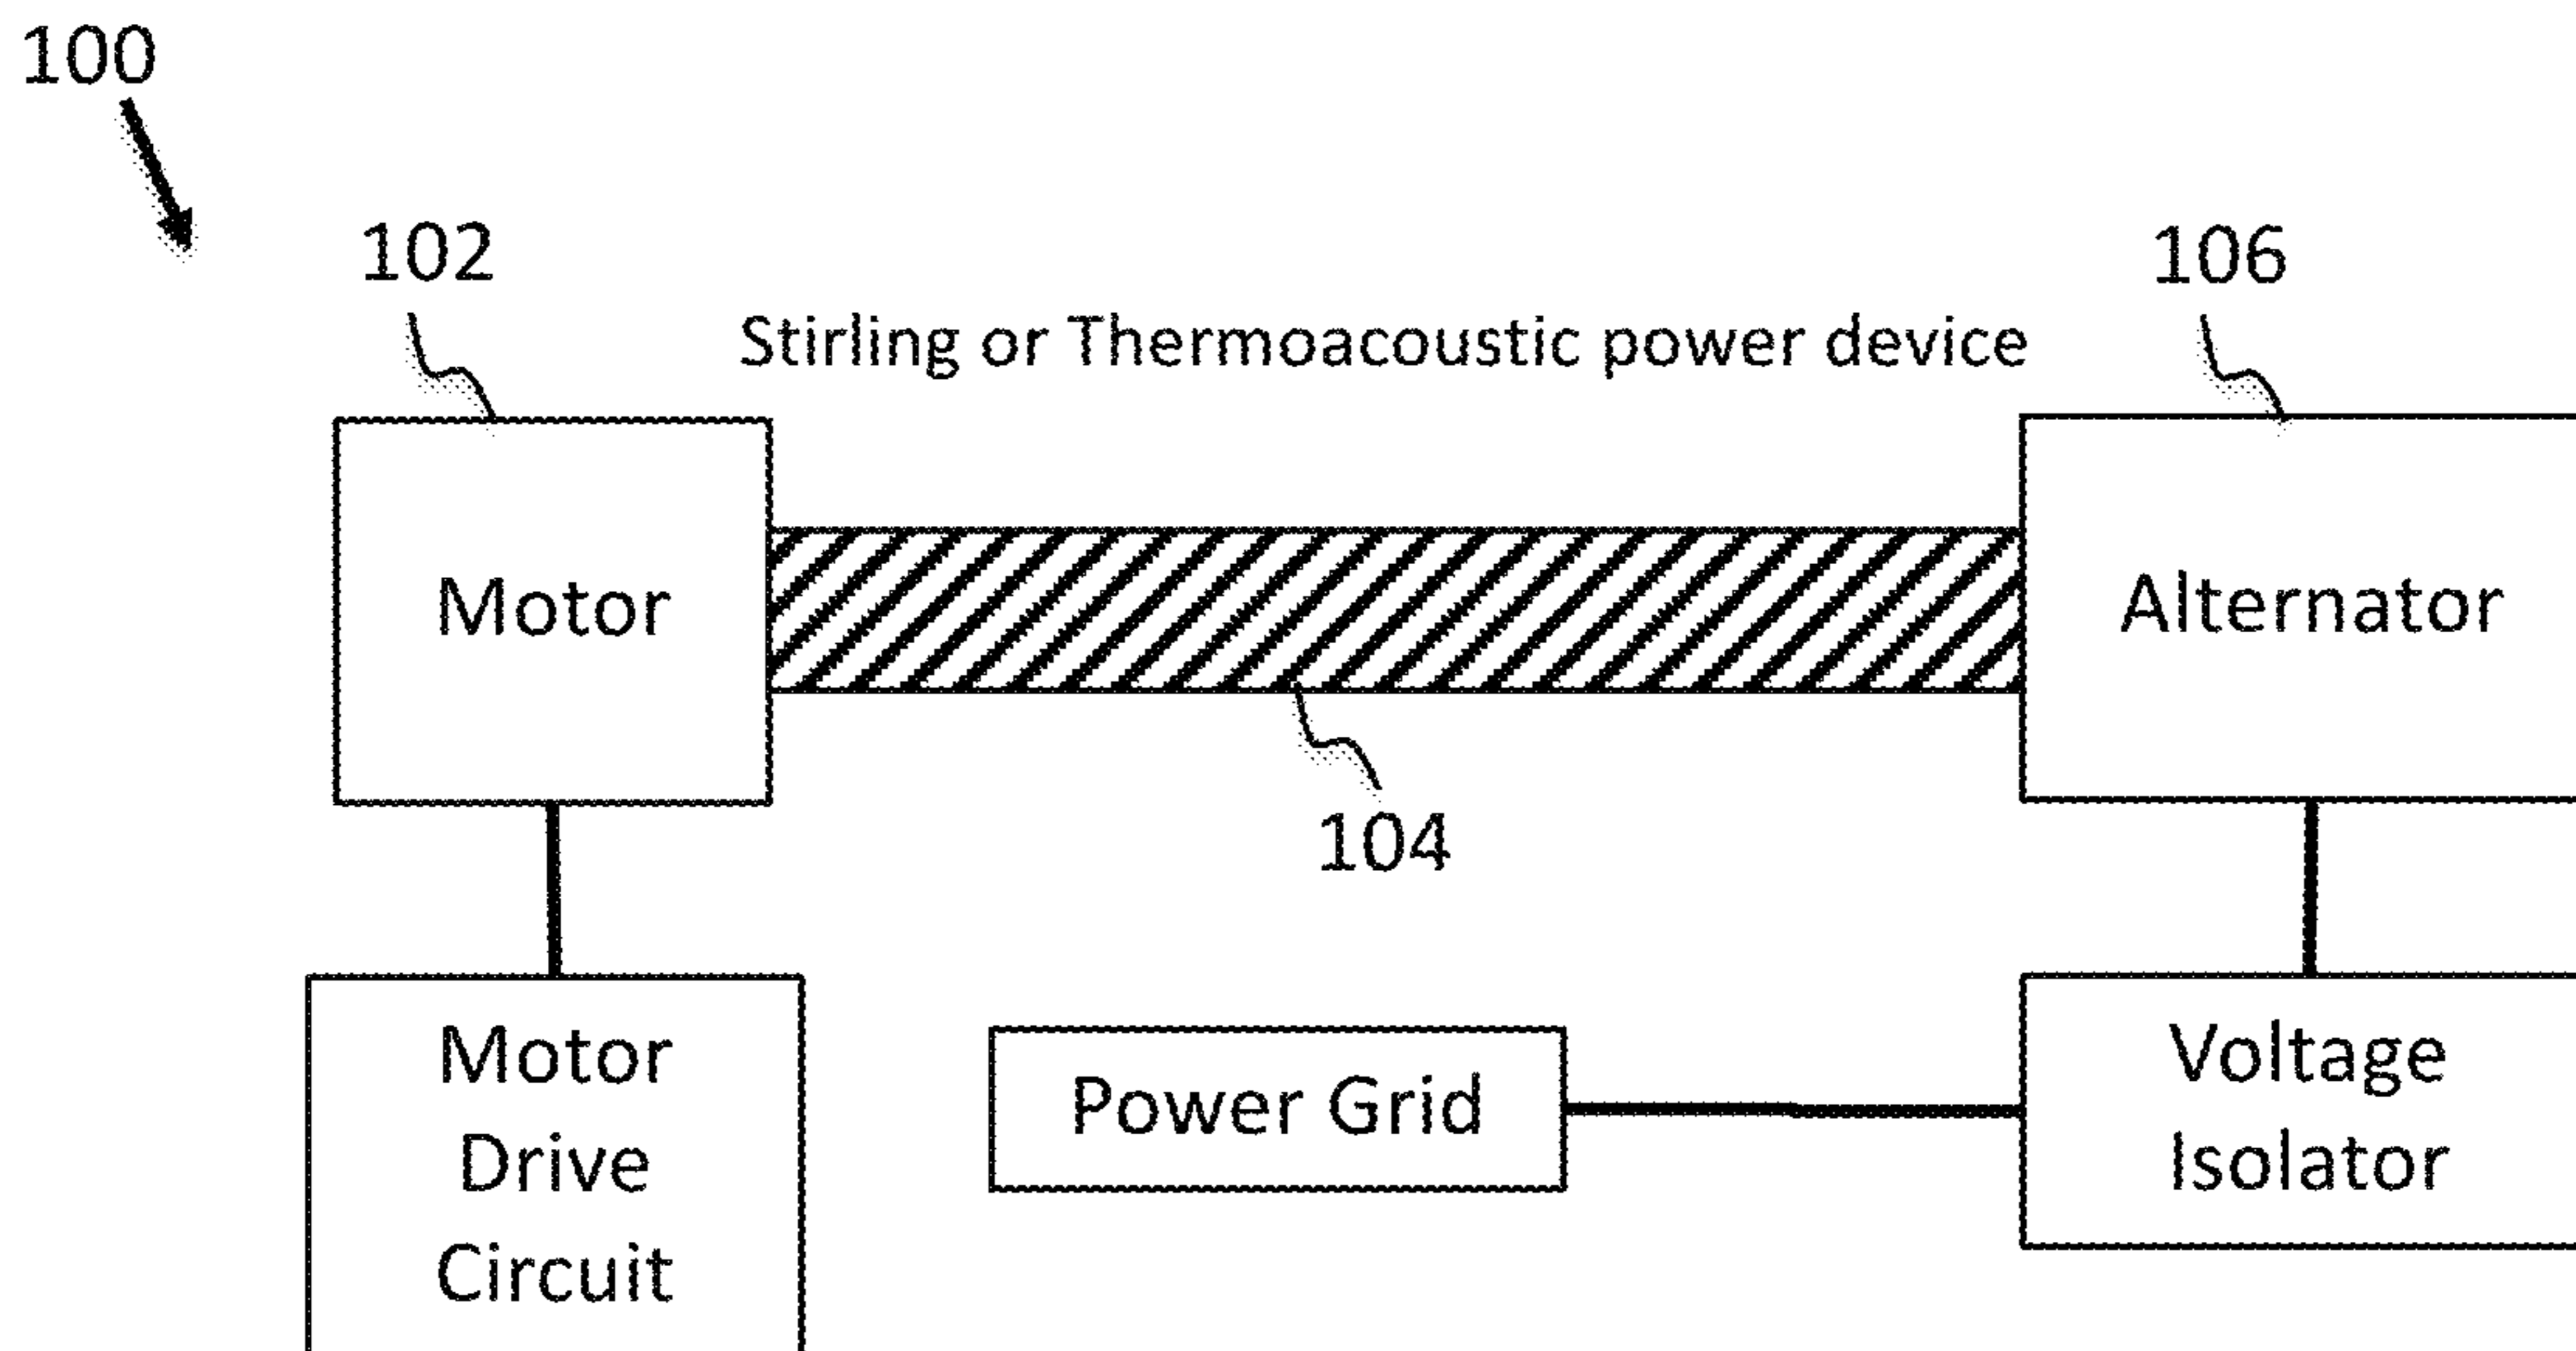 100
102
106
Stirling or Thermoacoustic power device
Motor
Alternator
104
Motor
Drive
Circuit
Power Grid
Voltage
Isolator